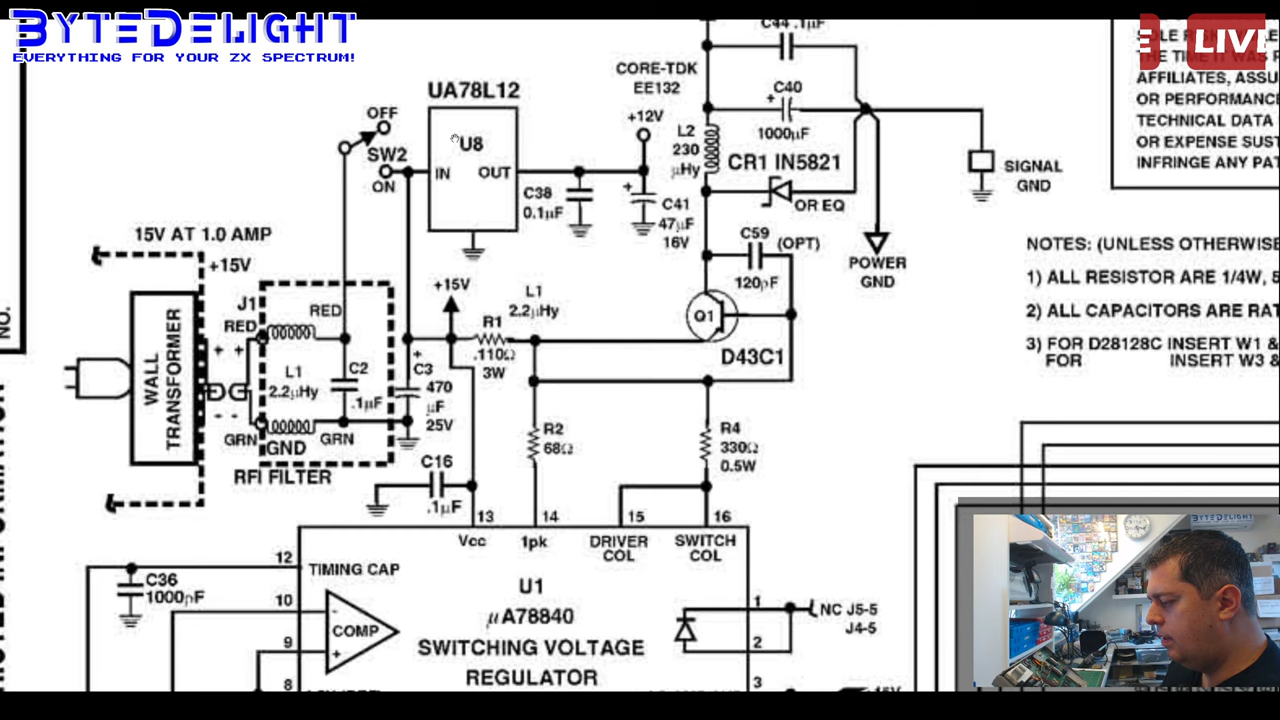 BYTEDELIGHT
EVERYTHING FOR YOUR ZX SPECTRUM!
LIVE
C44 .1μF
CORE-TDK
EE132
C40
+
1000μF
UA78L12
OFF
SW2
ON
U8
IN
OUT
+12V
L2
230
μHy
CR1 IN5821
OR EQ
SIGNAL
GND
C38
0.1μF
+
C41
47μF
16V
C59
(OPT)
120pF
POWER
GND
AFFILIATES, ASSU
OR PERFORMANCE
TECHNICAL DATA
OR EXPENSE SUST
INFRINGE ANY PAT
NOTES: (UNLESS OTHERWISE
1) ALL RESISTOR ARE 1/4W, 5
2) ALL CAPACITORS ARE RAT
3) FOR D28128C INSERT W1 &
FOR INSERT W3 &
15V AT 1.0 AMP
+15V
J1
RED
RED
+ +
WALL
TRANSFORMER
L1
2.2μHy
C2
.1μF
- -
GRN
GND
GRN
RFI FILTER
+15V
R1
.110Ω
3W
L1
2.2μHy
+
C3
470
μF
25V
Q1
D43C1
R2
68Ω
R4
330Ω
0.5W
C16
.1μF
13
14
15
16
Vcc
1pk
DRIVER
COL
SWITCH
COL
12
TIMING CAP
C36
1000pF
10
-
COMP
9
+
8
U1
μA78840
SWITCHING VOLTAGE
REGULATOR
1
2
3
NC J5-5
J4-5
NO.